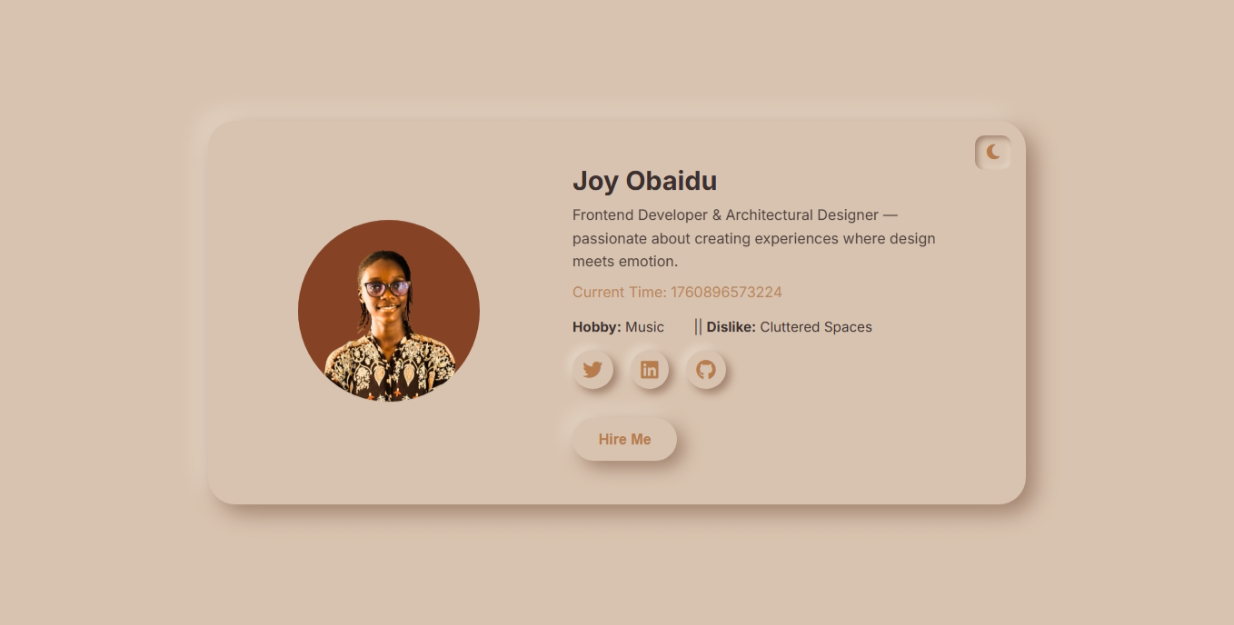 Joy Obaidu
Frontend Developer & Architectural Designer —
passionate about creating experiences where design
meets emotion.
Current Time: 1760896573224
Hobby: Music || Dislike: Cluttered Spaces
Hire Me